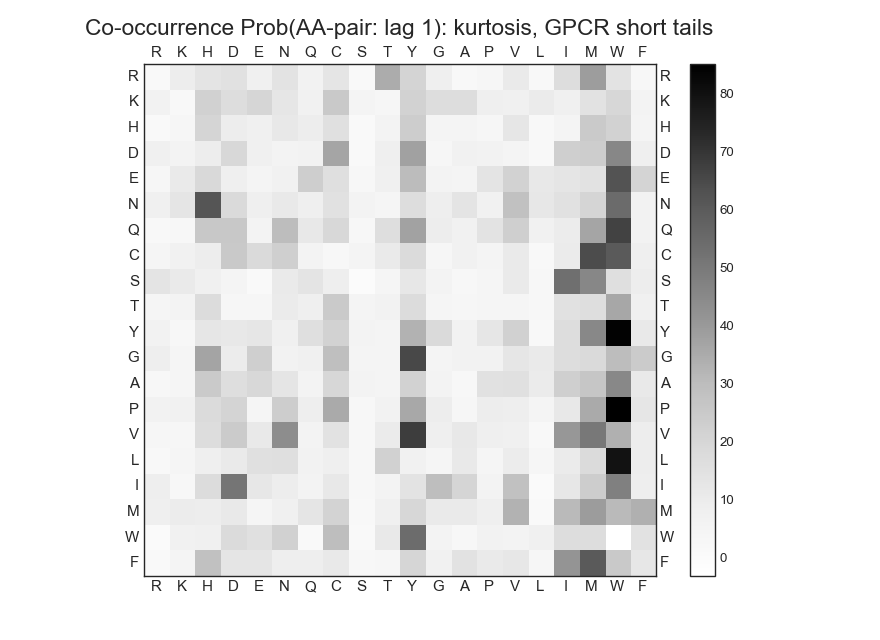 Co-occurrence Prob(AA-pair: lag 1): kurtosis, GPCR short tails
R K H D E N Q C S T Y G A P V L I M W F
R R
K K
H H
D D
E E
N N
Q Q
C C
S S
T T
Y Y
G G
A A
P P
V V
L L
I I
M M
W W
F F
R K H D E N Q C S T Y G A P V L I M W F
80
70
60
50
40
30
20
10
0